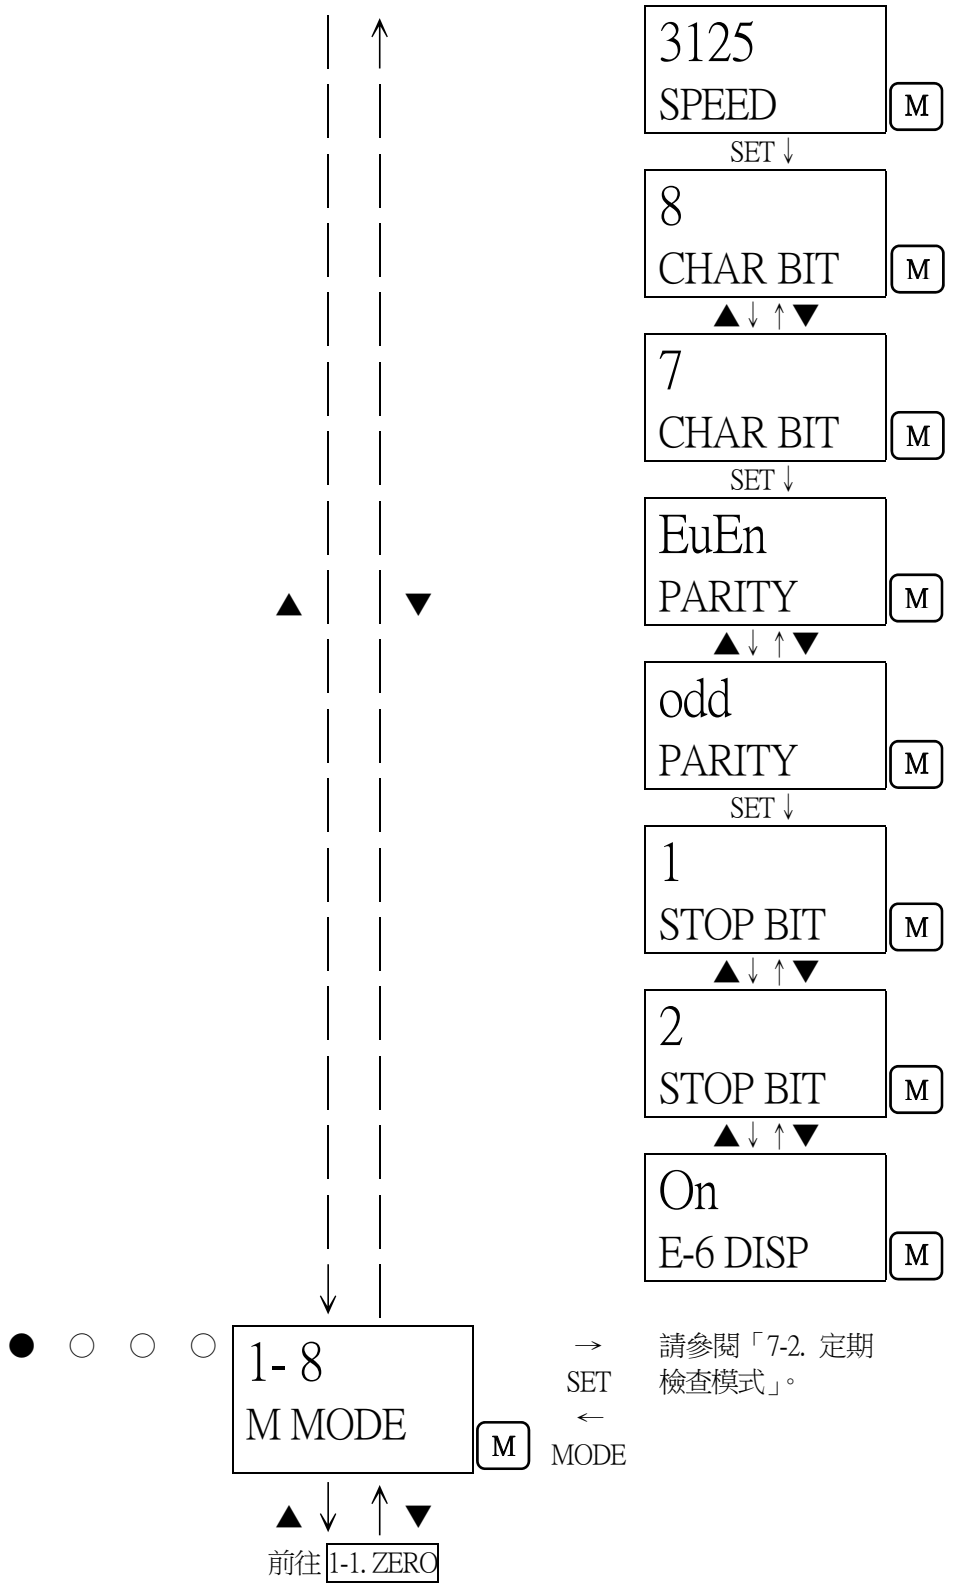 3125
SPEED
M
SET ↓
8
CHAR BIT
M
▲ ↓ ↑ ▼
7
CHAR BIT
M
SET ↓
EuEn
PARITY
M
▲ ▼
▲ ↓ ↑ ▼
odd
PARITY
M
SET ↓
1
STOP BIT
M
▲ ↓ ↑ ▼
2
STOP BIT
M
▲ ↓ ↑ ▼
On
E-6 DISP
M
● ○ ○ ○
1- 8
M MODE
M
→
SET
←
MODE
請參閱「7-2. 定期
檢查模式」。
▲ ↓ ↑ ▼
前往 1-1. ZERO